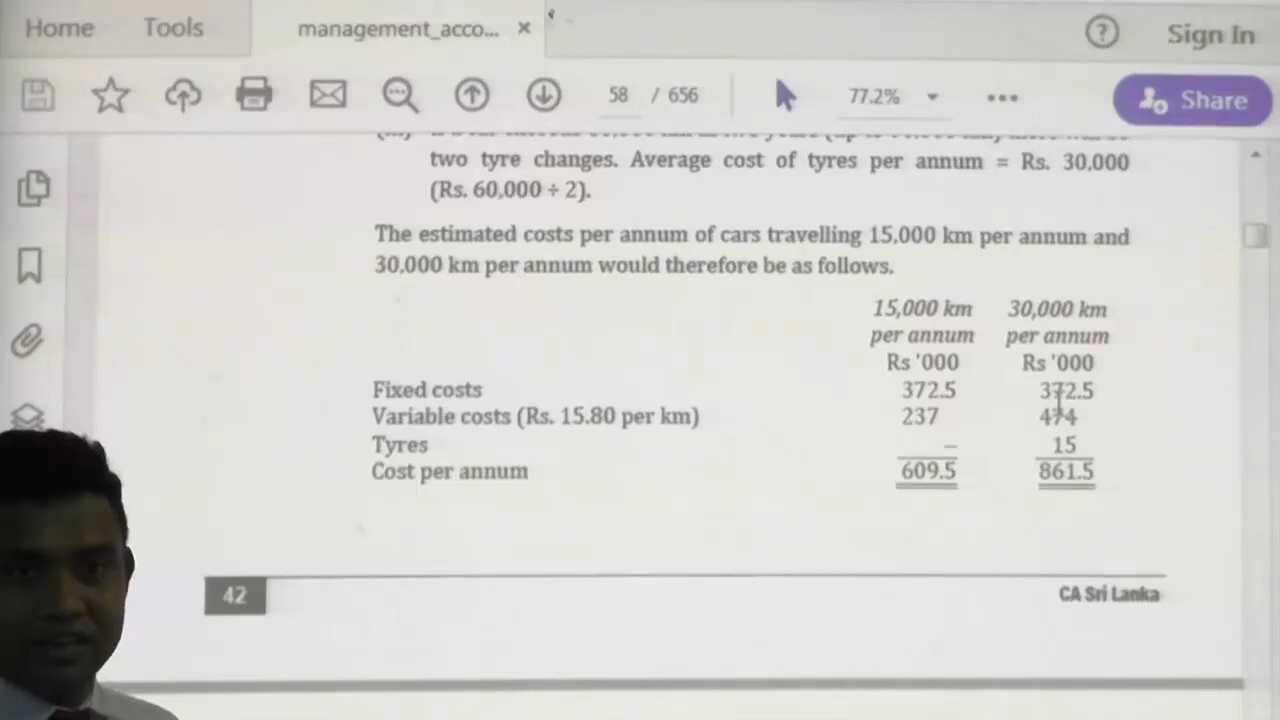 Home Tools management_acco... ×
? Sign In
58 / 656 77.2% Share
two tyre changes. Average cost of tyres per annum = Rs. 30,000
(Rs. 60,000 ÷ 2).
The estimated costs per annum of cars travelling 15,000 km per annum and
30,000 km per annum would therefore be as follows.
15,000 km 30,000 km
per annum per annum
Rs '000 Rs '000
Fixed costs 372.5 372.5
Variable costs (Rs. 15.80 per km) 237 474
Tyres – 15
Cost per annum 609.5 861.5
42 CA Sri Lanka